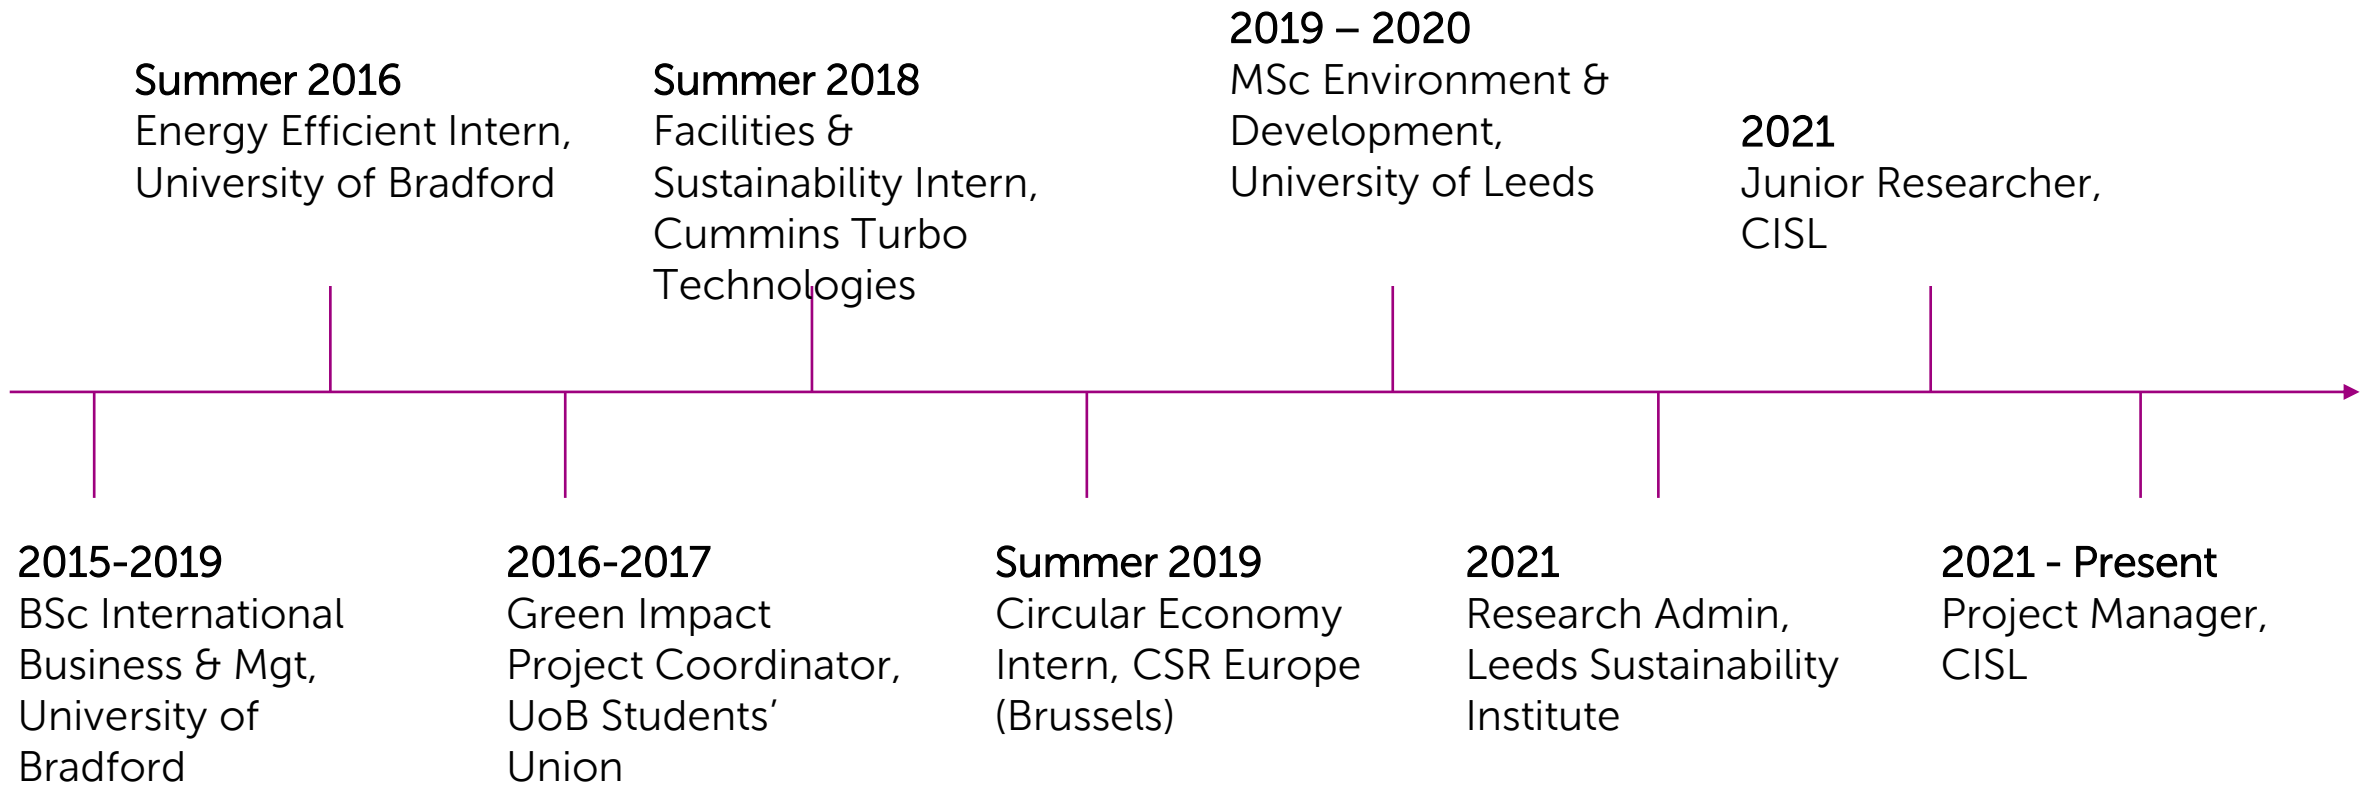 Summer 2016
Energy Efficient Intern,
University of Bradford
Summer 2018
Facilities &
Sustainability Intern,
Cummins Turbo
Technologies
2019 – 2020
MSc Environment &
Development,
University of Leeds
2021
Junior Researcher,
CISL
2015-2019
BSc International
Business & Mgt,
University of
Bradford
2016-2017
Green Impact
Project Coordinator,
UoB Students’
Union
Summer 2019
Circular Economy
Intern, CSR Europe
(Brussels)
2021
Research Admin,
Leeds Sustainability
Institute
2021 - Present
Project Manager,
CISL